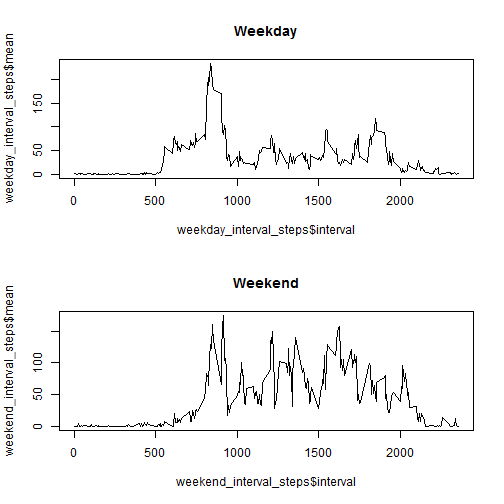 Weekday
weekday_interval_steps$mean
0 50 150
0 500 1000 1500 2000
weekday_interval_steps$interval
Weekend
weekend_interval_steps$mean
0 50 100
0 500 1000 1500 2000
weekend_interval_steps$interval